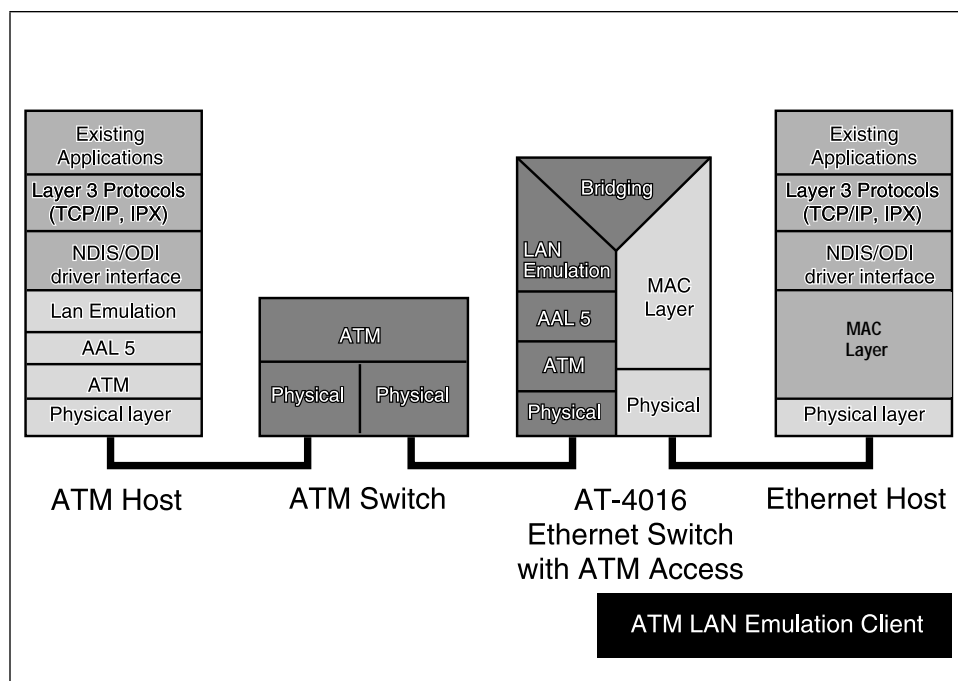 Existing
Applications
Layer 3 Protocols
(TCP/IP, IPX)
NDIS/ODI
driver interface
Lan Emulation
AAL 5
ATM
Physical layer
ATM Host
ATM
Physical
Physical
ATM Switch
Bridging
LAN
Emulation
AAL 5
ATM
Physical
MAC
Layer
Physical
AT-4016
Ethernet Switch
with ATM Access
Existing
Applications
Layer 3 Protocols
(TCP/IP, IPX)
NDIS/ODI
driver interface
MAC
Layer
Physical layer
Ethernet Host
ATM LAN Emulation Client